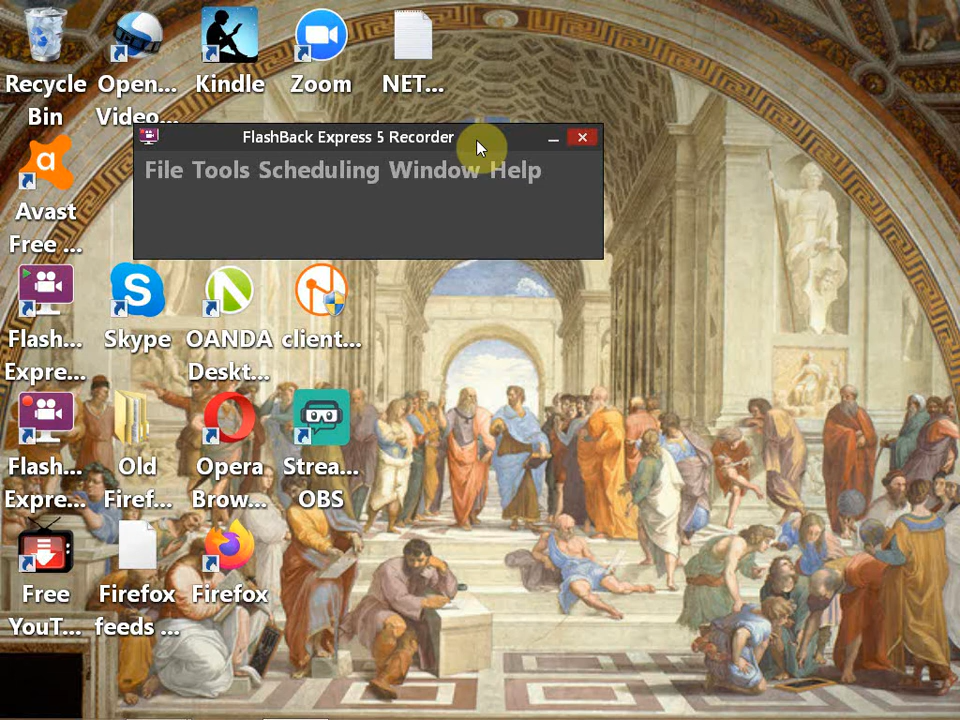 Recycle Bin
Open... Video...
Kindle
Zoom
NET...
FlashBack Express 5 Recorder
File Tools Scheduling Window Help
Avast
Free ...
Flash...
Expre...
Skype
OANDA
Deskt...
client...
Flash...
Expre...
Old
Firef...
Opera
Brow...
Strea...
OBS
Free
YouT...
Firefox
feeds ...
Firefox